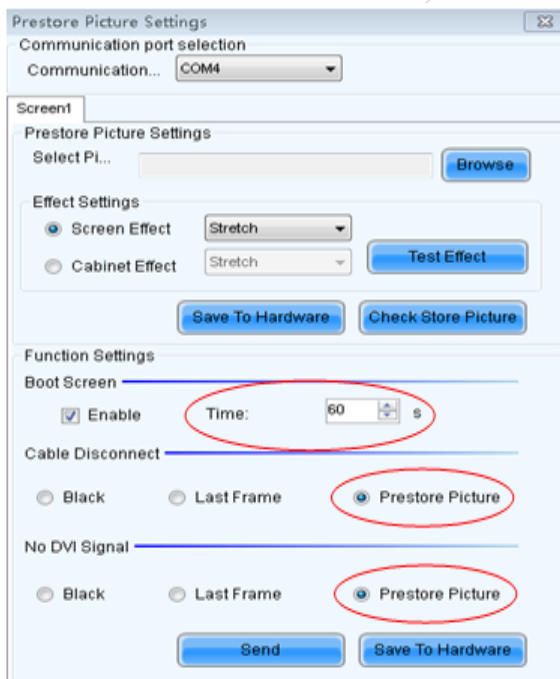 Prestore Picture Settings
Communication port selection
Communication... COM4
Screen1
Prestore Picture Settings
Select Pi... Browse
Effect Settings
Screen Effect Stretch
Cabinet Effect Stretch
Test Effect
Save To Hardware Check Store Picture
Function Settings
Boot Screen
Enable Time: 60 s
Cable Disconnect
Black Last Frame Prestore Picture
No DVI Signal
Black Last Frame Prestore Picture
Send Save To Hardware